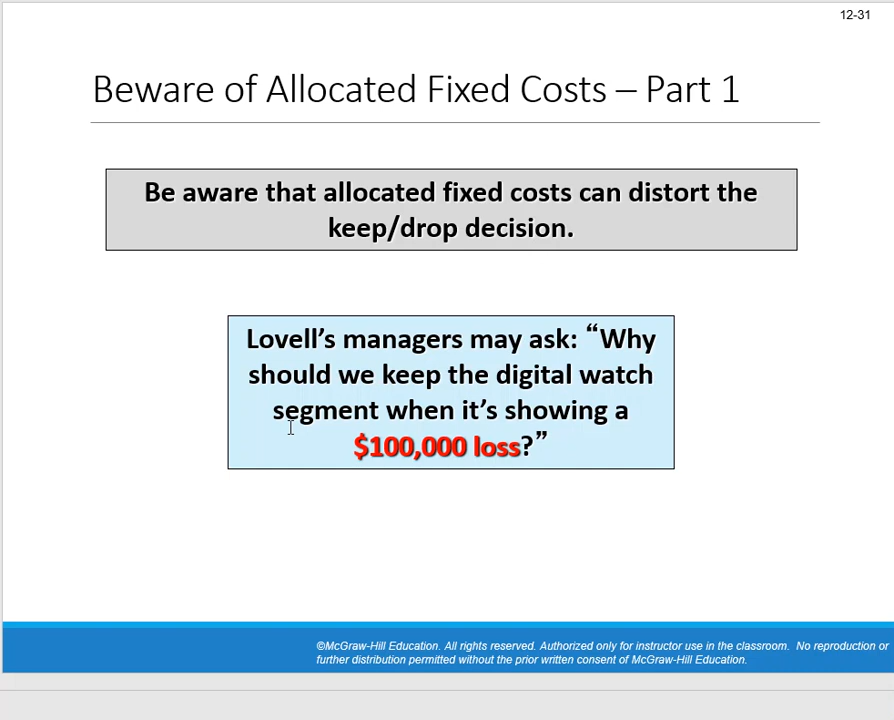 12-31
Beware of Allocated Fixed Costs – Part 1
Be aware that allocated fixed costs can distort the
keep/drop decision.
Lovell’s managers may ask: “Why
should we keep the digital watch
segment when it’s showing a
$100,000 loss?”
©McGraw-Hill Education. All rights reserved. Authorized only for instructor use in the classroom.  No reproduction or
further distribution permitted without the prior written consent of McGraw-Hill Education.